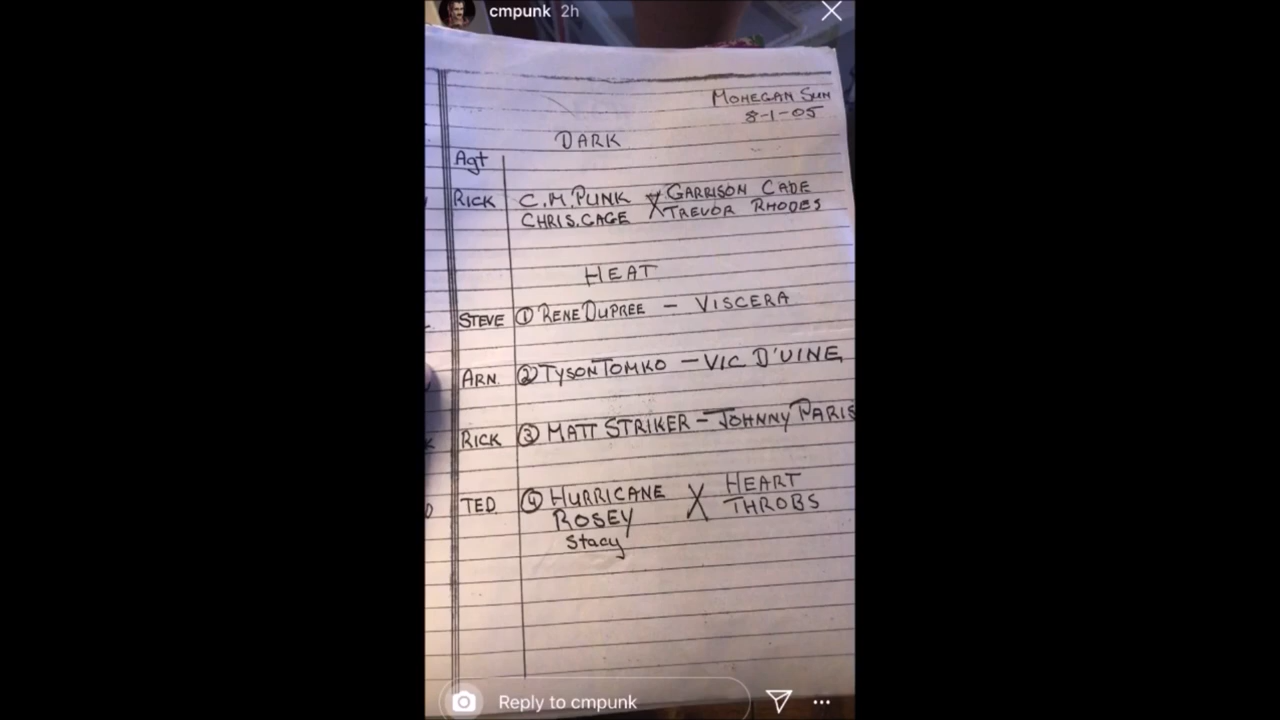 cmpunk 2h
MOHEGAN SUN
8-1-05
DARK
Agt
RICK C.M. PUNK X GARRISON CADE
CHRIS.CAGE TREVOR RHODES
HEAT
STEVE ① RENE DUPREE - VISCERA
ARN. ② TYSON TOMKO - VIC D'VINE
RICK ③ MATT STRIKER - JOHNNY PARIS
TED ④ HURRICANE X HEART
ROSEY THROBS
Stacy
Reply to cmpunk